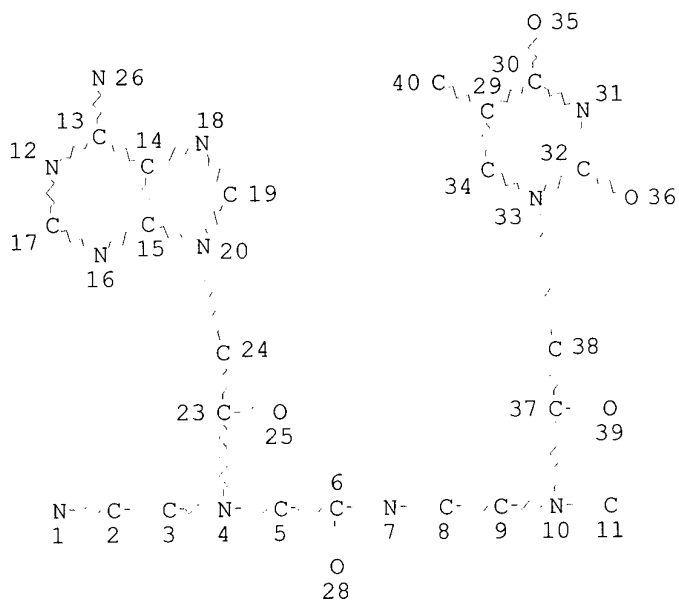 O 35
N 26 30
40 C C
13 29 C N 31
18
12 C 14 N
N C 32 C
34 C
C 19 N O 36
C C 33
17 N 15 N 20
16
C 24 C 38
23 C O 37 C O
25 39
6
N C C N C C N C C N C
1 2 3 4 5 7 8 9 10 11
O
28